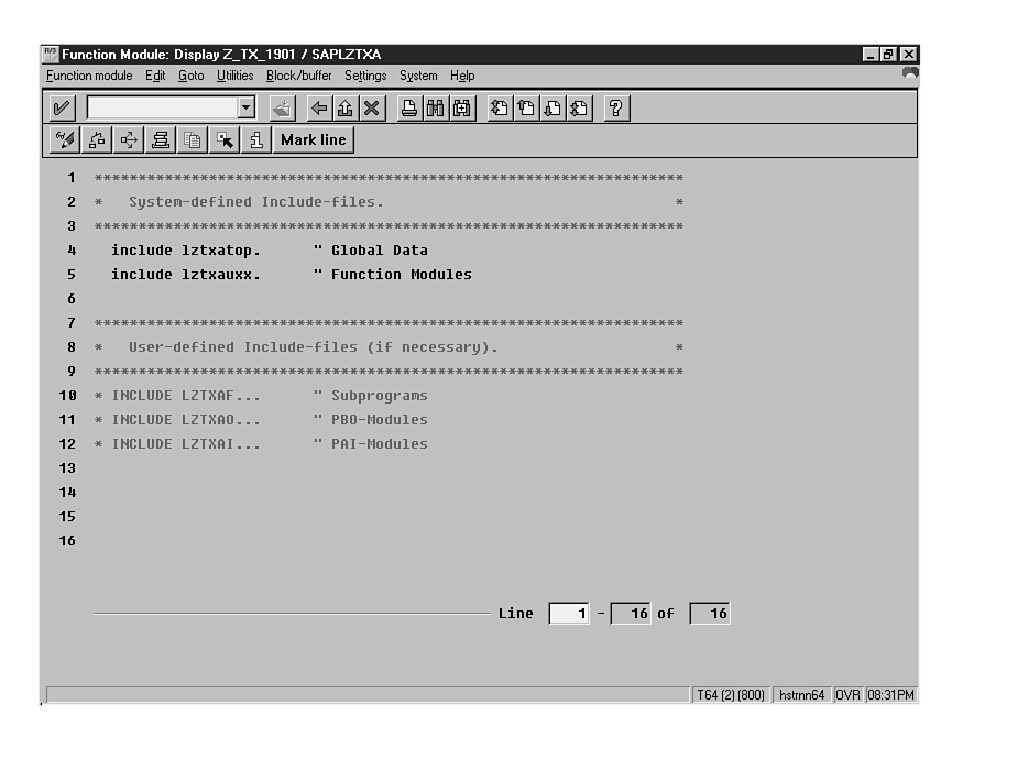 Function Module: Display Z_TX_1901 / SAPLZTXA
Function module Edit Goto Utilities Block/buffer Settings System Help
Mark line
1 *******************************************************************
2 * System-defined Include-files. *
3 *******************************************************************
4 include lztxatop. " Global Data
5 include lztxauxx. " Function Modules
6
7 *******************************************************************
8 * User-defined Include-files (if necessary). *
9 *******************************************************************
10 * INCLUDE LZTXAF... " Subprograms
11 * INCLUDE LZTXAO... " PBO-Modules
12 * INCLUDE LZTXAI... " PAI-Modules
13
14
15
16
Line 1 - 16 of 16
T64 (2) (800) hstrnn64 OVR 08:31PM